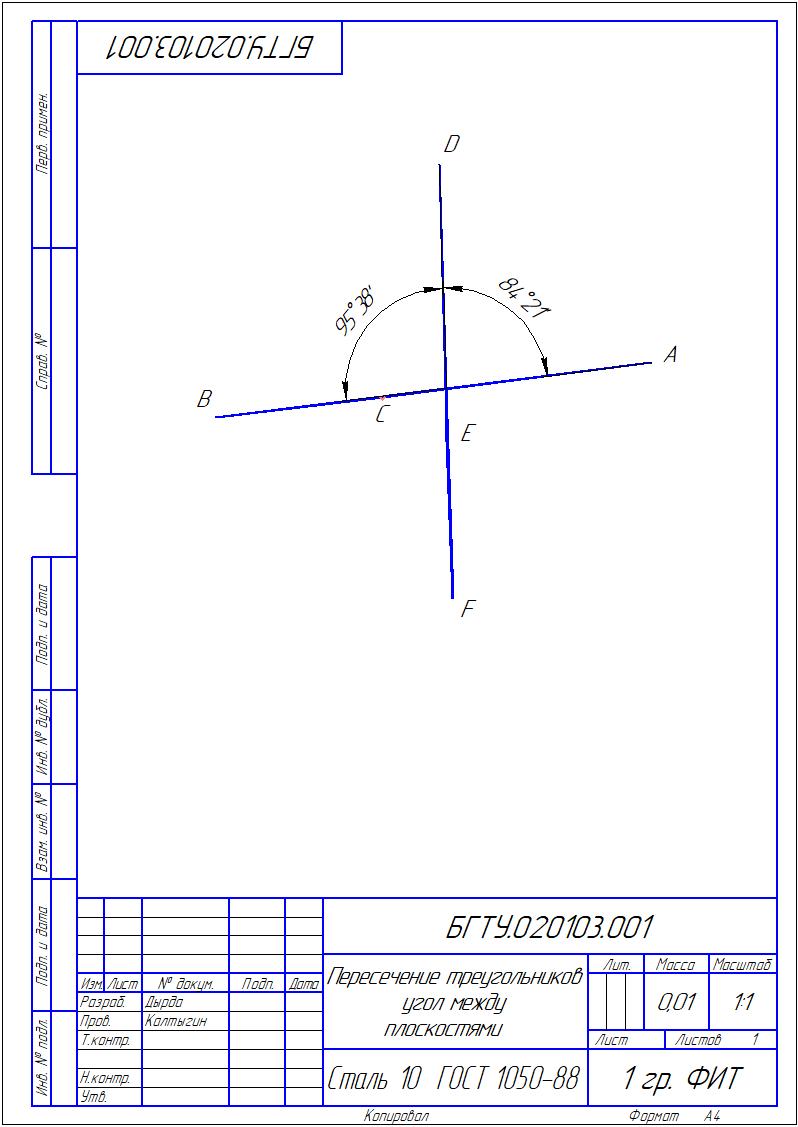 БГТУ.020103.001
Перв. примен.
Справ. №
Подп. и дата
Инв. № дубл.
Взам. инв. №
Подп. и дата
Инв. № подл.
D
95°38'
84°21'
A
B
C
E
F
БГТУ.020103.001
Изм. Лист № докум. Подп. Дата
Разраб. Дырда
Пров. Калтыгин
Т.контр.
Н.контр.
Утв.
Пересечение треугольников
угол между
плоскостями
Лит. Масса Масштаб
0,01 1:1
Лист Листов 1
Сталь 10 ГОСТ 1050-88
1 гр. ФИТ
Копировал Формат А4